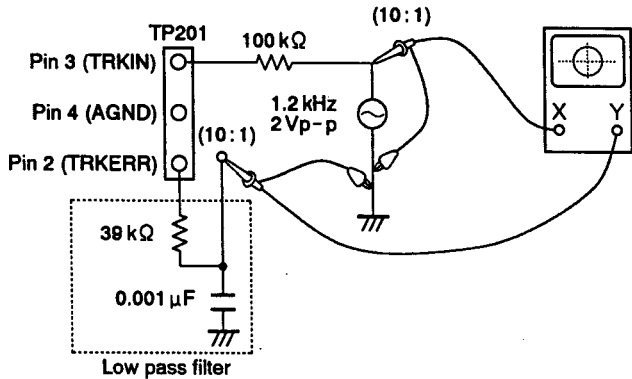 TP201
(10 : 1)
Pin 3 (TRKIN)
100 kΩ
Pin 4 (AGND)
1.2 kHz
2 Vp-p
X
Y
(10 : 1)
Pin 2 (TRKERR)
39 kΩ
0.001 µF
Low pass filter